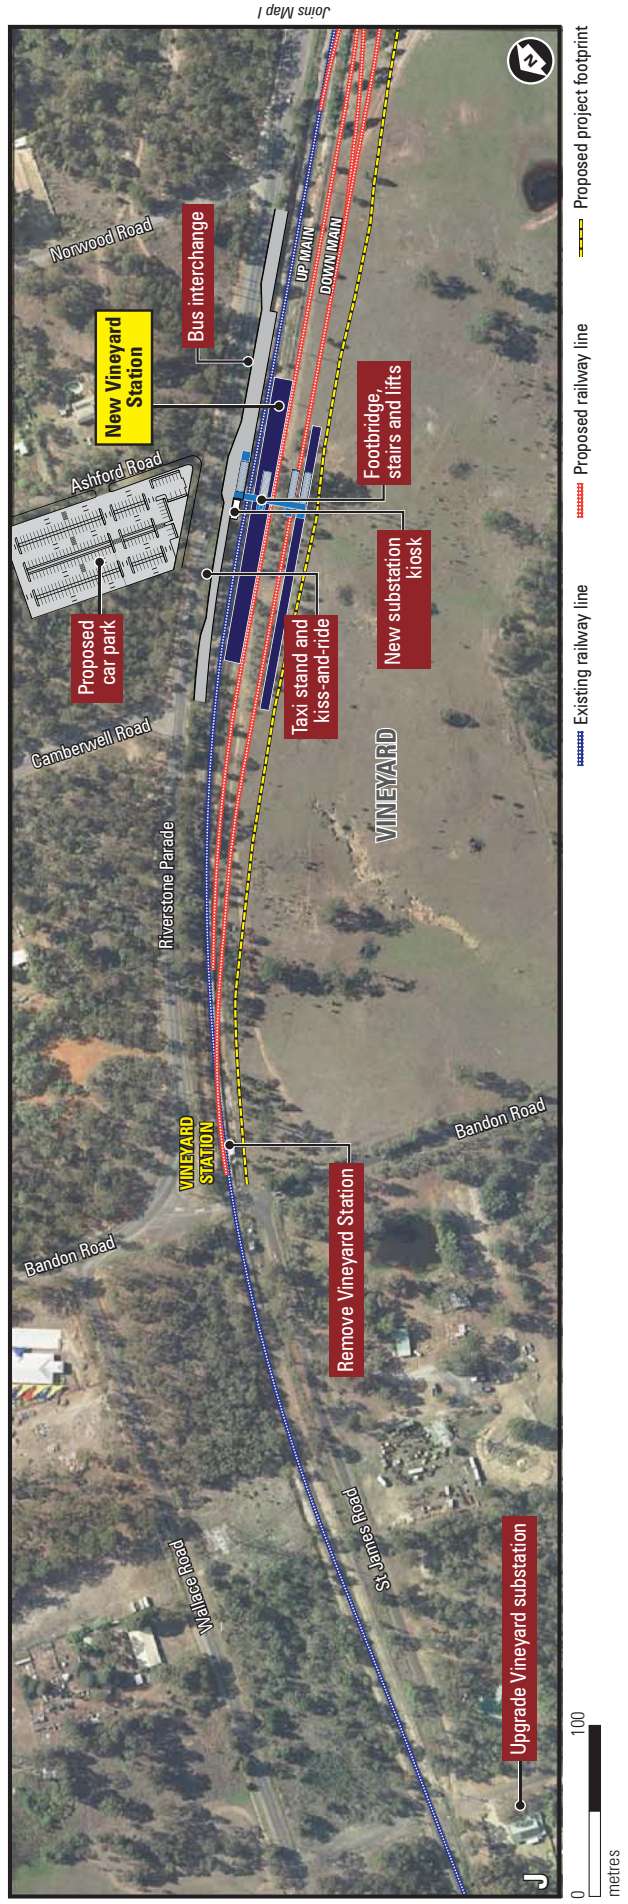 Joins Map I
N
Norwood Road
Bus interchange
UP MAIN
DOWN MAIN
New Vineyard
Station
Ashford Road
Footbridge,
stairs and lifts
New substation
kiosk
Proposed
car park
Taxi stand and
kiss-and-ride
Camberwell Road
Riverstone Parade
VINEYARD
VINEYARD
STATION
Bandon Road
Bandon Road
Remove Vineyard Station
Wallace Road
St James Road
Upgrade Vineyard substation
J
0
100
metres
Existing railway line
Proposed railway line
Proposed project footprint